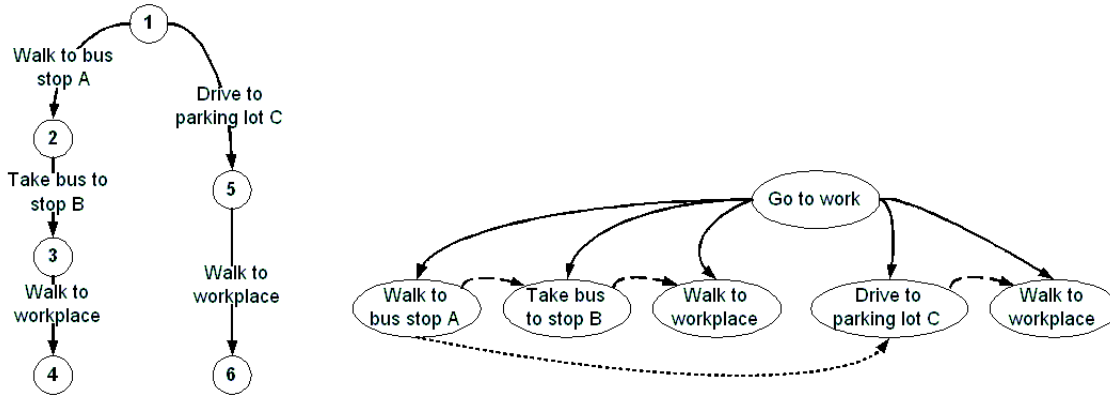 1
Walk to bus
stop A
Drive to
parking lot C
2
Take bus to
stop B
5
3
Walk to
workplace
Walk to
workplace
4
6
Go to work
Walk to
bus stop A
Take bus
to stop B
Walk to
workplace
Drive to
parking lot C
Walk to
workplace